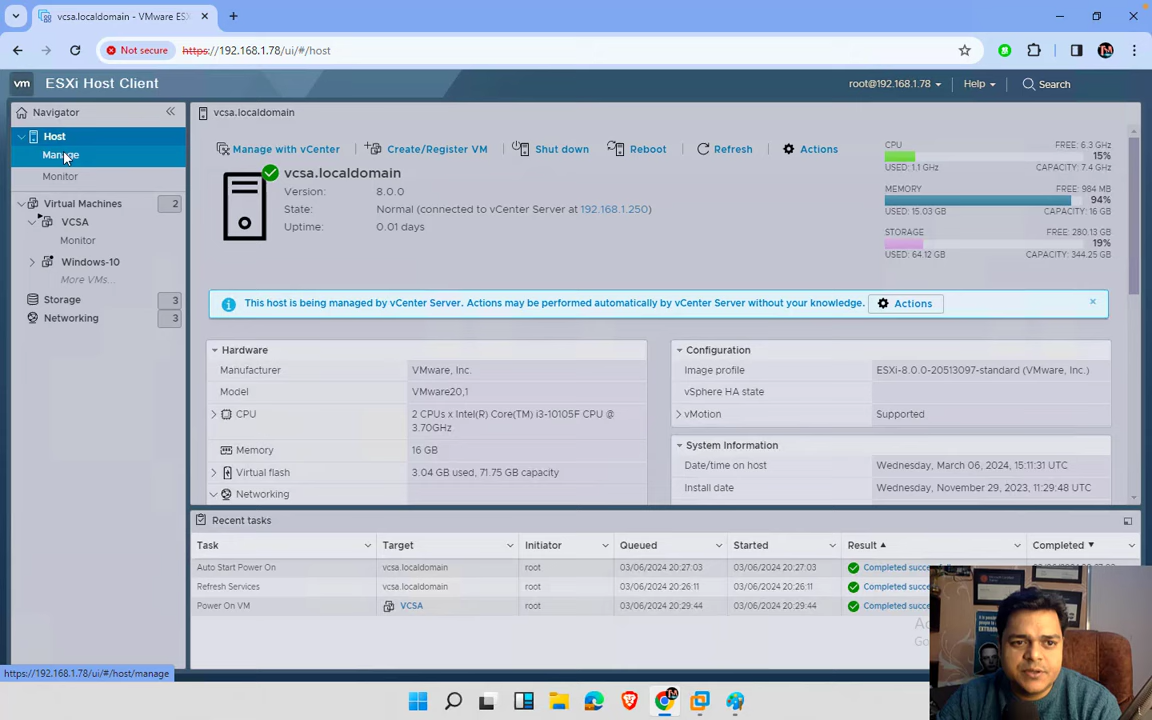 vcsa.localdomain - VMware ESX
Not secure
https://192.168.1.78/ui/#/host
vm ESXi Host Client
root@192.168.1.78
Help
Search
Navigator
Host
Manage
Monitor
Virtual Machines 2
VCSA
Monitor
Windows-10
More VMs...
Storage 3
Networking 3
vcsa.localdomain
Manage with vCenter
Create/Register VM
Shut down
Reboot
Refresh
Actions
vcsa.localdomain
Version: 8.0.0
State: Normal (connected to vCenter Server at 192.168.1.250)
Uptime: 0.01 days
CPU FREE: 6.3 GHz
15%
USED: 1.1 GHz CAPACITY: 7.4 GHz
MEMORY FREE: 984 MB
94%
USED: 15.03 GB CAPACITY: 16 GB
STORAGE FREE: 280.13 GB
19%
USED: 64.12 GB CAPACITY: 344.25 GB
This host is being managed by vCenter Server. Actions may be performed automatically by vCenter Server without your knowledge.
Actions
Hardware
Manufacturer VMware, Inc.
Model VMware20,1
CPU 2 CPUs x Intel(R) Core(TM) i3-10105F CPU @
3.70GHz
Memory 16 GB
Virtual flash 3.04 GB used, 71.75 GB capacity
Networking
Configuration
Image profile ESXi-8.0.0-20513097-standard (VMware, Inc.)
vSphere HA state
vMotion Supported
System Information
Date/time on host Wednesday, March 06, 2024, 15:11:31 UTC
Install date Wednesday, November 29, 2023, 11:29:48 UTC
Recent tasks
Task Target Initiator Queued Started Result Completed
Auto Start Power On vcsa.localdomain root 03/06/2024 20:27:03 03/06/2024 20:27:03 Completed
Refresh Services vcsa.localdomain root 03/06/2024 20:26:11 03/06/2024 20:26:11 Completed
Power On VM VCSA root 03/06/2024 20:29:44 03/06/2024 20:29:44 Completed
https://192.168.1.78/ui/#/host/manage